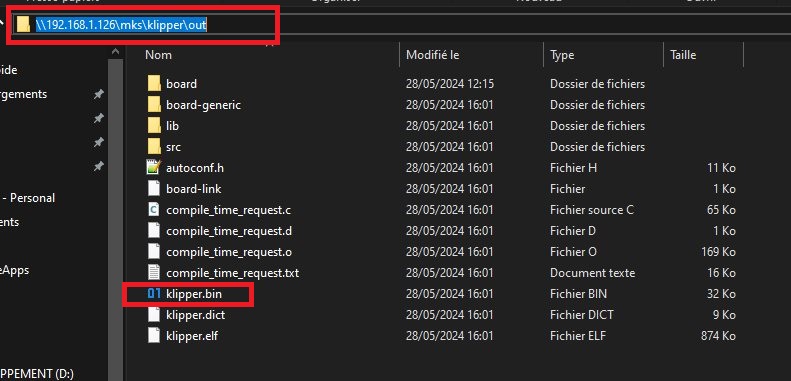 \\192.168.1.126\mks\klipper\out
Nom Modifié le Type Taille
board 28/05/2024 12:15 Dossier de fichiers
board-generic 28/05/2024 16:01 Dossier de fichiers
lib 28/05/2024 16:01 Dossier de fichiers
src 28/05/2024 16:01 Dossier de fichiers
autoconf.h 28/05/2024 16:01 Fichier H 11 Ko
board-link 28/05/2024 16:01 Fichier 1 Ko
compile_time_request.c 28/05/2024 16:01 Fichier source C 65 Ko
compile_time_request.d 28/05/2024 16:01 Fichier D 1 Ko
compile_time_request.o 28/05/2024 16:01 Fichier O 169 Ko
compile_time_request.txt 28/05/2024 16:01 Document texte 16 Ko
klipper.bin 28/05/2024 16:01 Fichier BIN 32 Ko
klipper.dict 28/05/2024 16:01 Fichier DICT 9 Ko
klipper.elf 28/05/2024 16:01 Fichier ELF 874 Ko
ide
rgements
- Personal
ents
eApps
PPEMENT (D:)